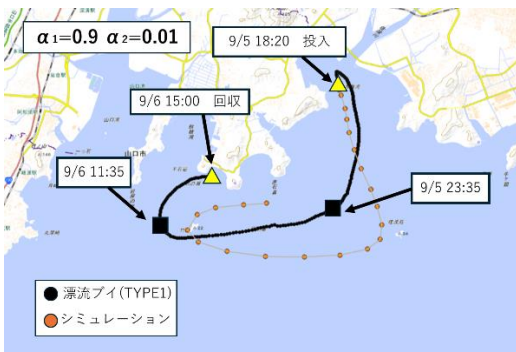 α₁=0.9 α₂=0.01
9/5 18:20 投入
9/6 15:00 回収
山口市
9/6 11:35
9/5 23:35
漂流ブイ(TYPE1)
シミュレーション